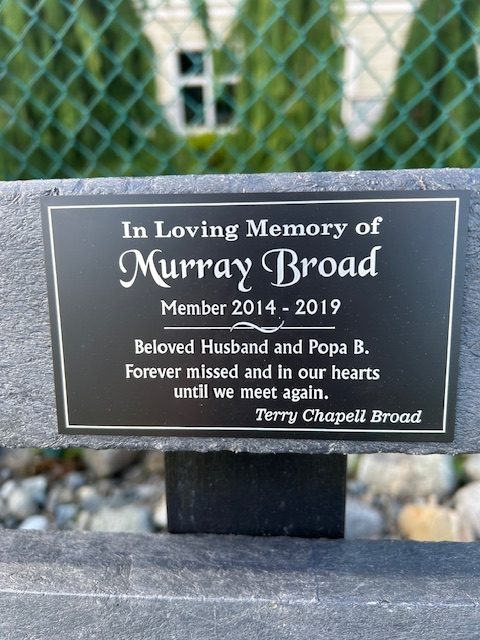 In Loving Memory of
Murray Broad
Member 2014 - 2019
Beloved Husband and Popa B.
Forever missed and in our hearts
until we meet again.
Terry Chapell Broad